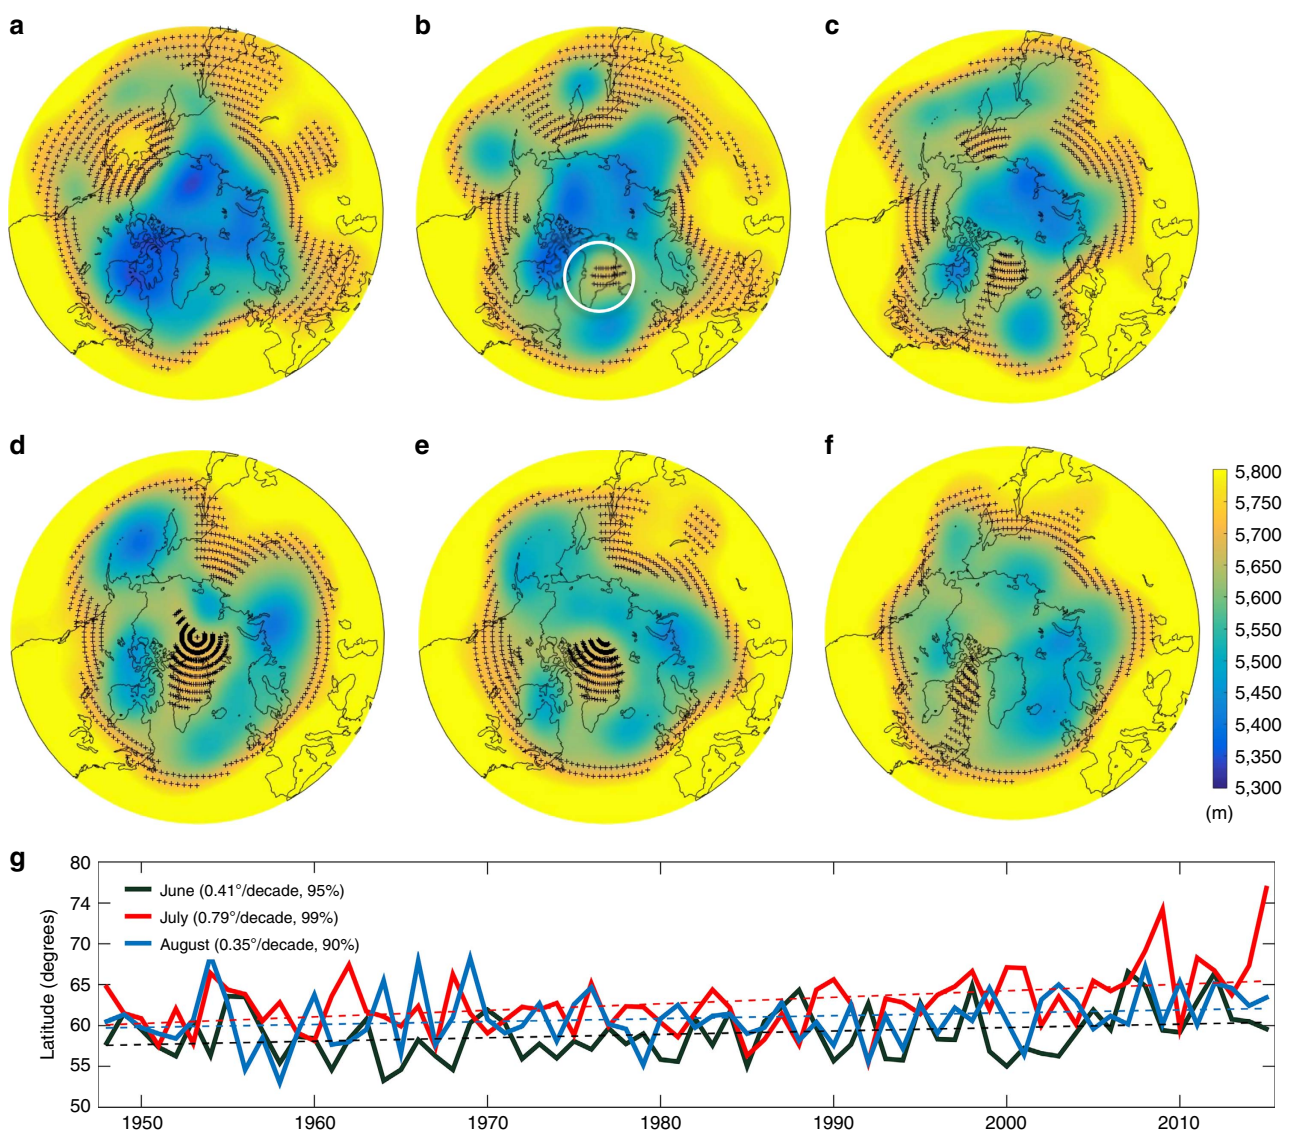 a
b
c
d
e
f
5,800
5,750
5,700
5,650
5,600
5,550
5,500
5,450
5,400
5,350
5,300
(m)
g
80
74
70
65
60
55
50
Latitude (degrees)
June (0.41°/decade, 95%)
July (0.79°/decade, 99%)
August (0.35°/decade, 90%)
1950
1960
1970
1980
1990
2000
2010